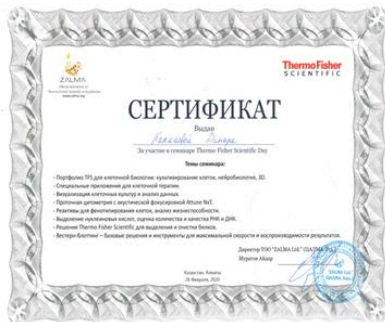 ZALMA
www.zalma.org
ThermoFisher
SCIENTIFIC
СЕРТИФИКАТ
Выдан
За участие в семинаре Thermo Fisher Scientific Day
Темы семинара:
- Портфолио TFS для клеточной биологии: культивирование клеток, нейробиология, 3D.
- Специальные приложения для клеточной терапии.
- Визуализация клеточных культур и анализ данных.
- Проточная цитометрия с акустической фокусировкой Attune NxT.
- Реактивы для фенотипирования клеток, анализ жизнеспособности.
- Выделение нуклеиновых кислот, оценка количества и качества РНК и ДНК.
- Решения Thermo Fisher Scientific для выделения и очистки белков.
- Вестерн-блоттинг – базовые решения и инструменты для максимальной скорости и воспроизводимости результатов.
Директор ТОО "ZALMA Ltd."
Муратов Айдар
Казахстан, Алматы
26 Февраля, 2020